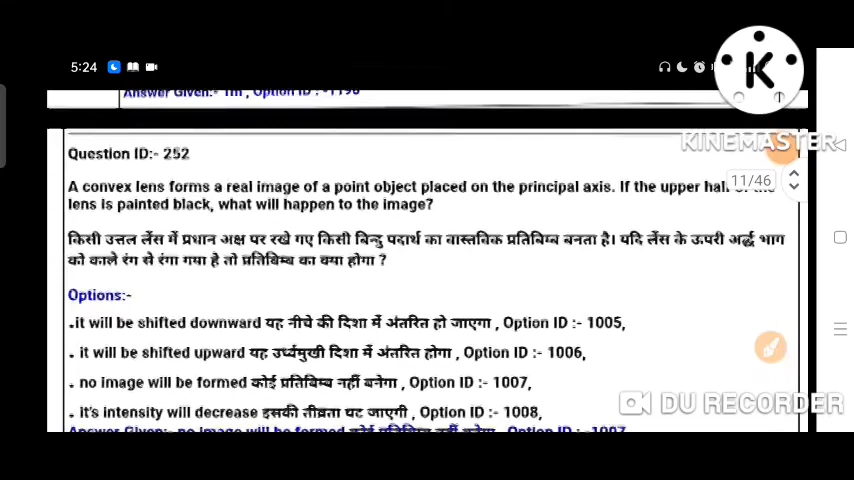 5:24
Answer Given:- 1m , Option ID :- -1196
K
KINEMASTER
Question ID:- 252
11/46
A convex lens forms a real image of a point object placed on the principal axis. If the upper half of the
lens is painted black, what will happen to the image?
किसी उत्तल लेंस में प्रधान अक्ष पर रखे गए किसी बिन्दु पदार्थ का वास्तविक प्रतिबिम्ब बनता है। यदि लेंस के ऊपरी अर्द्ध भाग
को काले रंग से रंगा गया है तो प्रतिबिम्ब का क्या होगा ?
Options:-
it will be shifted downward यह नीचे की दिशा में अंतरित हो जाएगा , Option ID :- 1005,
it will be shifted upward यह उर्ध्वमुखी दिशा में अंतरित होगा , Option ID :- 1006,
no image will be formed कोई प्रतिबिम्ब नहीं बनेगा , Option ID :- 1007,
it's intensity will decrease इसकी तीव्रता घट जाएगी , Option ID :- 1008,
DU RECORDER
Answer Given:- no image will be formed कोई प्रतिबिम्ब नहीं बनेगा , Option ID :- -1007